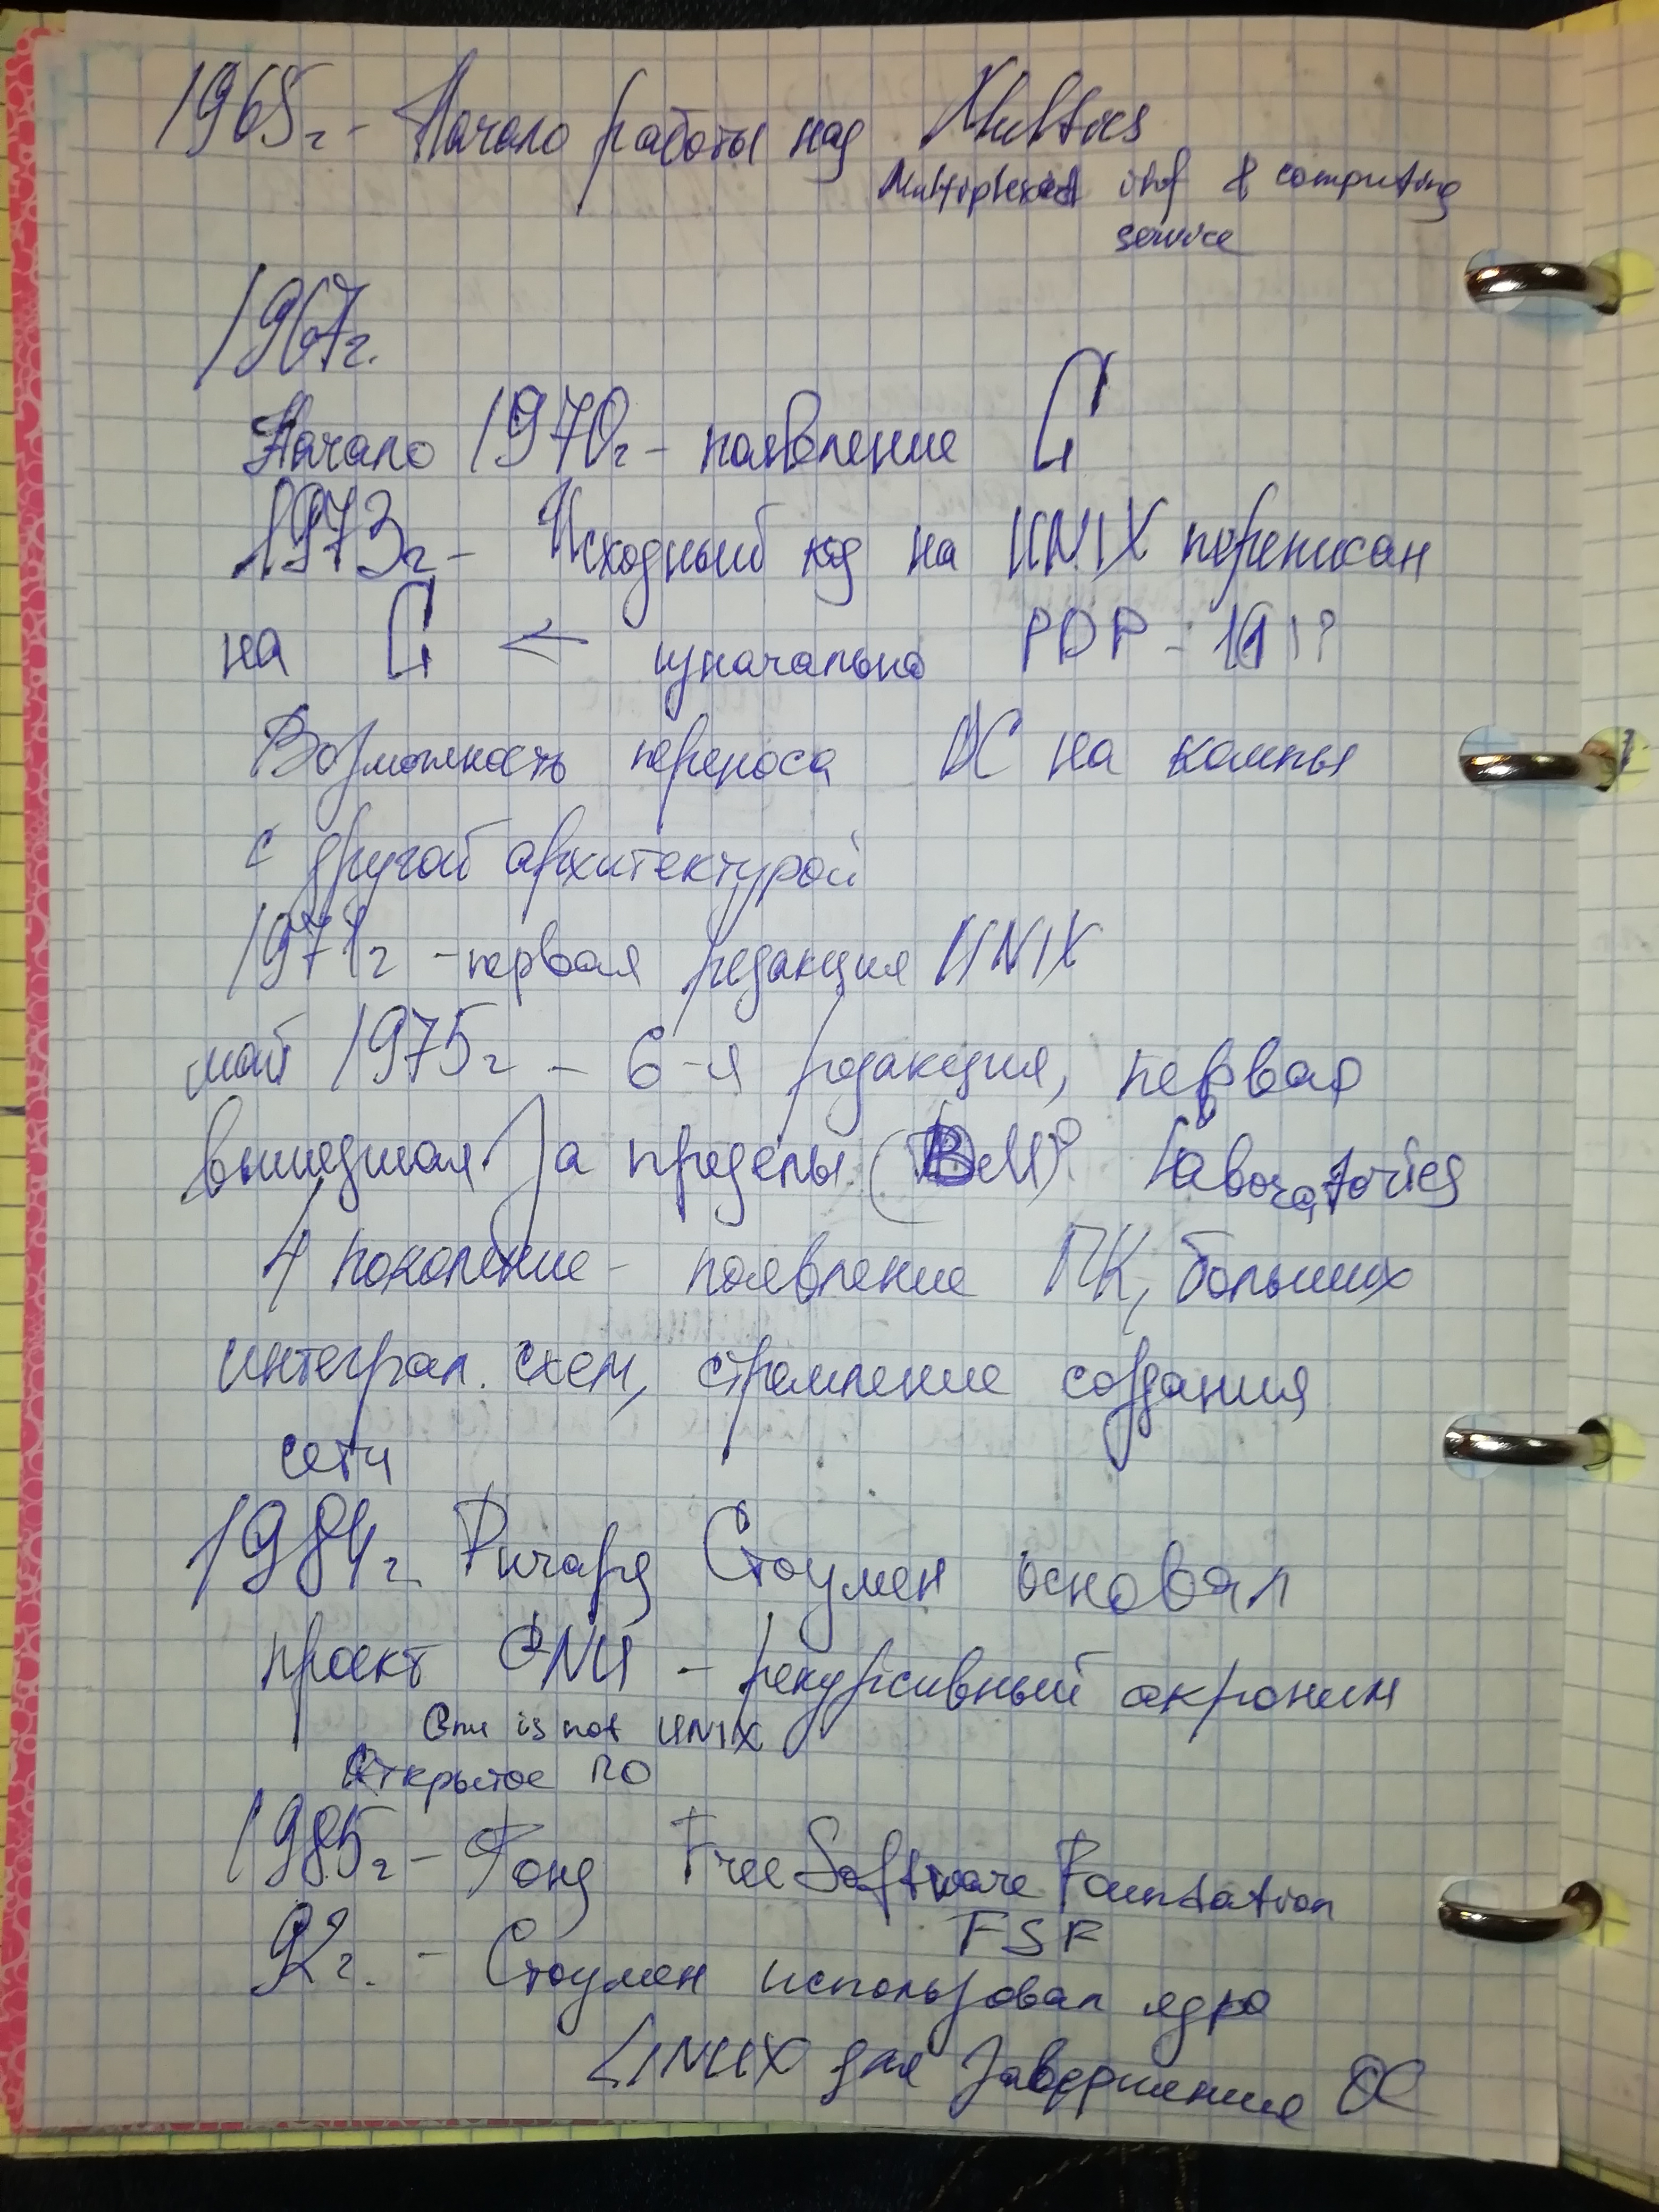 1965г - Начало работы над Multics
Multiplexed inf & computing
service
1967г.
Начало 1970г - появление C
1973г - Исходный код на UNIX переписан
на C ← изначально PDP - 11
Возможность переноса ОС на компы
с другой архитектурой
1971г - первая редакция UNIX
май 1975г - 6-я редакция, первая
вышедшая за пределы (Bell) Laboratories
4 поколение - появление ПК, больших
интеграл. схем, стремление создания
сети
1984г. Ричард Стоумен основал
проект GNU - рекурсивный акроним
Gnu is not UNIX
Открытое ПО
1985г - Фонд Free Software Foundation
FSF
92г. - Стоумен использовал ядро
LINUX для завершения ОС